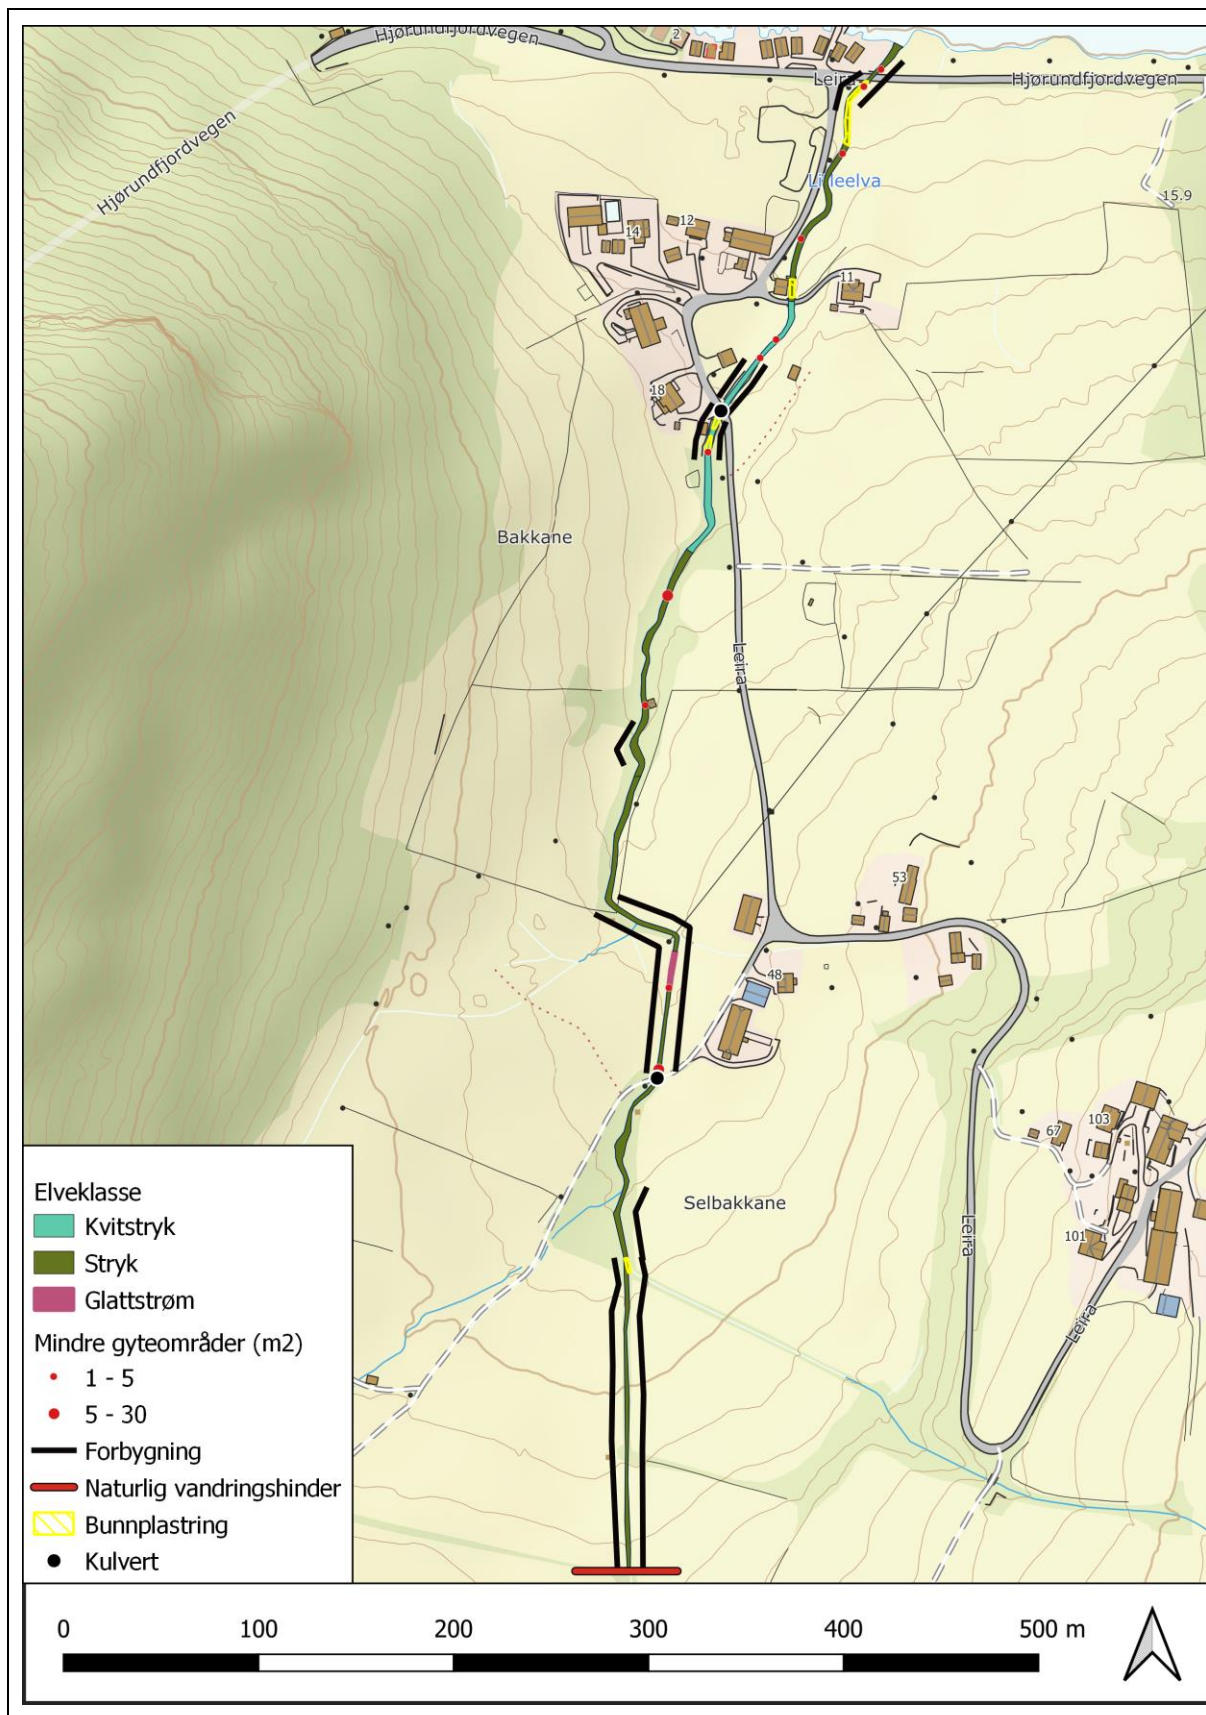 Hjørundfjordvegen
2
Leira
Hjørundfjordvegen
Hjørundfjordvegen
Lilleelva
15.9
12
14
11
18
Bakkane
Leira
53
48
103
67
Selbakkane
101
Leira
Leira
Elveklasse
Kvitstryk
Stryk
Glattstrøm
Mindre gyteområder (m2)
1 - 5
5 - 30
Forbygning
Naturlig vandringshinder
Bunnplastring
Kulvert
0 100 200 300 400 500 m